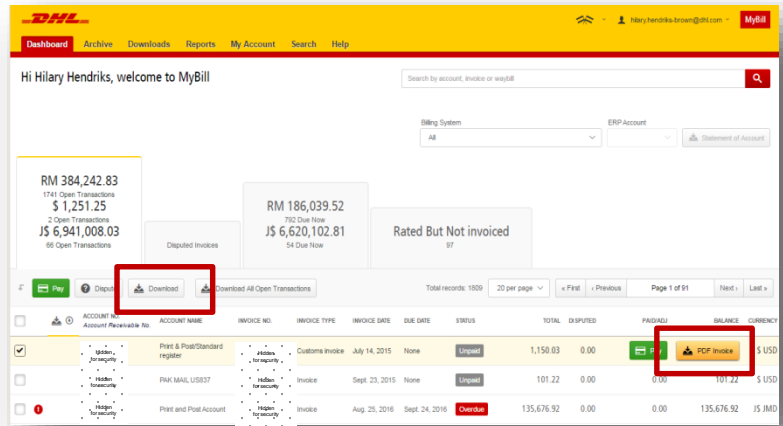 DHL
hilary.hendriks-brown@dhl.com
MyBill
Dashboard Archive Downloads Reports My Account Search Help
Hi Hilary Hendriks, welcome to MyBill
Search by account, invoice or waybill
Billing System ERP Account
All Statement of Account
RM 384,242.83
1741 Open Transactions
$ 1,251.25
2 Open Transactions
J$ 6,941,008.03
66 Open Transactions
Disputed Invoices
RM 186,039.52
792 Due Now
J$ 6,620,102.81
54 Due Now
Rated But Not invoiced
97
Pay Dispute Download Download All Open Transactions Total records: 1809 20 per page « First ‹ Previous Page 1 of 91 Next › Last »
ACCOUNT NO. ACCOUNT NAME INVOICE NO. INVOICE TYPE INVOICE DATE DUE DATE STATUS TOTAL DISPUTED PAID/ADJ BALANCE CURRENCY
Account Receivable No.
Hidden for security Print & Post/Standard register Hidden for security Customs invoice July 14, 2015 None Unpaid 1,150.03 0.00 PDF Invoice $ USD
Hidden for security PAK MAIL US837 Hidden for security Invoice Sept. 23, 2015 None Unpaid 101.22 0.00 0.00 101.22 $ USD
Hidden for security Print and Post Account Hidden for security Invoice Aug. 25, 2016 Sept. 24, 2016 Overdue 135,676.92 0.00 0.00 135,676.92 J$ JMD